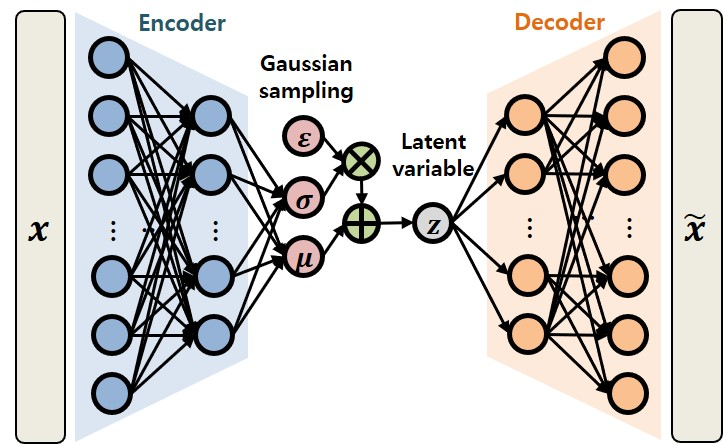 Encoder
Decoder
Gaussian
sampling
Latent
variable
x
ε
σ
μ
z
x̃